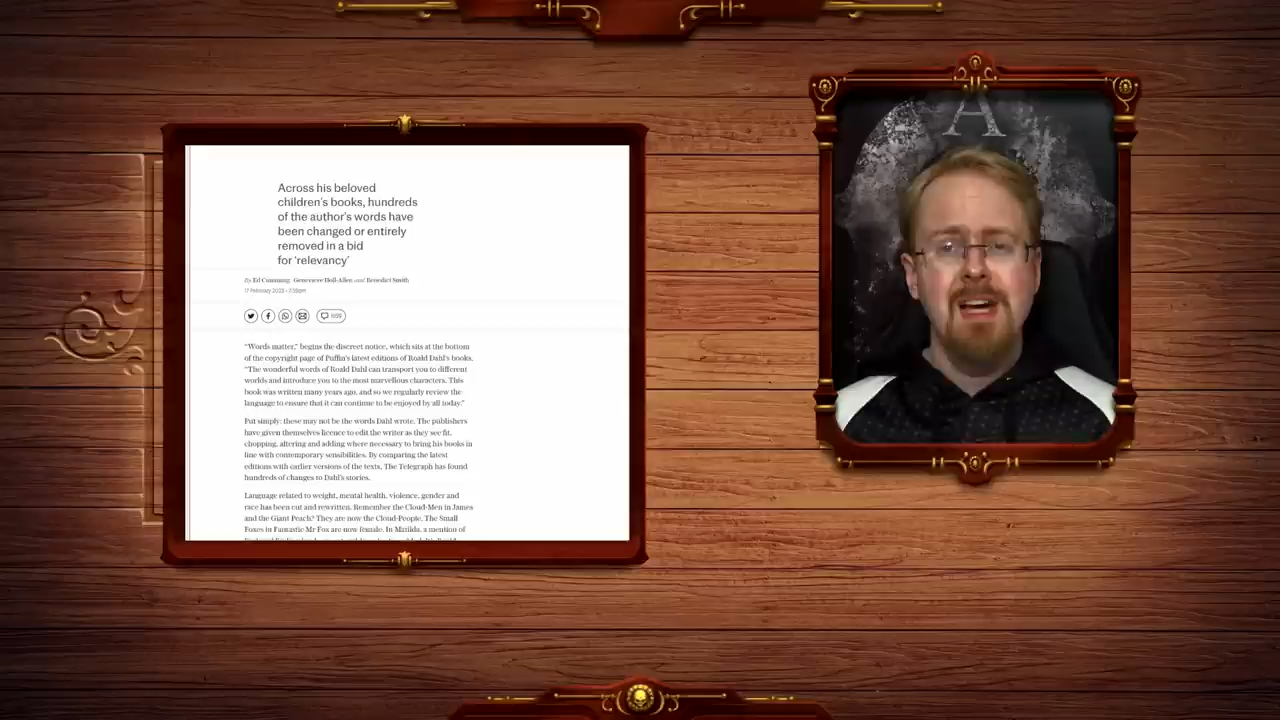 A
Across his beloved
children's books, hundreds
of the author's words have
been changed or entirely
removed in a bid
for 'relevancy'
By Ed Cumming, Genevieve Holl-Allen and Benedict Smith
17 February 2023 • 7:55pm
"Words matter," begins the discreet notice, which sits at the bottom
of the copyright page of Puffin's latest editions of Roald Dahl's books.
"The wonderful words of Roald Dahl can transport you to different
worlds and introduce you to the most marvellous characters. This
book was written many years ago, and so we regularly review the
language to ensure that it can continue to be enjoyed by all today."
Put simply: these may not be the words Dahl wrote. The publishers
have given themselves licence to edit the writer as they see fit,
chopping, altering and adding where necessary to bring his books in
line with contemporary sensibilities. By comparing the latest
editions with earlier versions of the texts, The Telegraph has found
hundreds of changes to Dahl's stories.
Language related to weight, mental health, violence, gender and
race has been cut and rewritten. Remember the Cloud-Men in James
and the Giant Peach? They are now the Cloud-People. The Small
Foxes in Fantastic Mr Fox are now female. In Matilda, a mention of